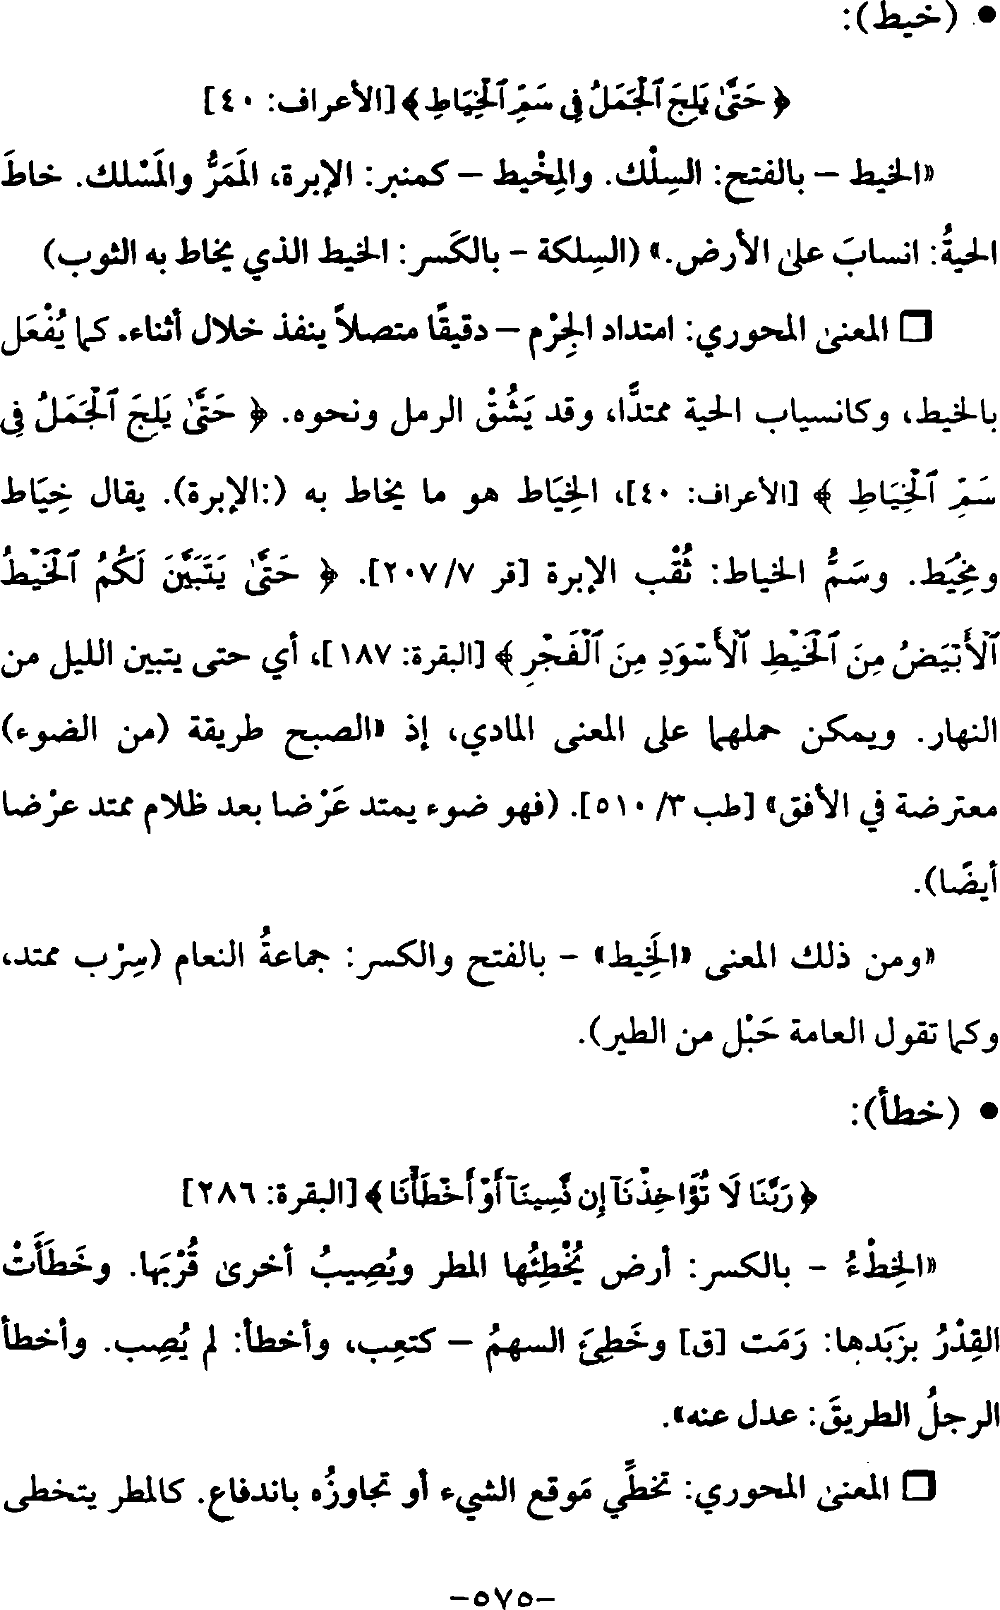 • (خيط):
﴿ حَتَّىٰ يَلِجَ ٱلْجَمَلُ فِى سَمِّ ٱلْخِيَاطِ ﴾ [الأعراف: ٤٠]
«الخيط – بالفتح: السِلْك. والمِخْيط – كمنبر: الإبرة، المَمَرُّ والمَسْلك. خاطَ
الحيةُ: انسابَ على الأرض.» (السِلكة - بالكَسر: الخيط الذي يخاط به الثوب)
❒ المعنى المحوري: امتداد الجِرْم – دقيقًا متصلاً ينفذ خلال أثناء. كما يُفْعَل
بالخيط، وكانسياب الحية ممتدًّا، وقد يَشُقْ الرمل ونحوه. ﴿ حَتَّىٰ يَلِجَ ٱلْجَمَلُ فِى
سَمِّ ٱلْخِيَاطِ ﴾ [الأعراف: ٤٠]، الخِيَاط هو ما يخاط به (:الإبرة). يقال خِيَاط
ومِخْيَط. وسَمُّ الخياط: ثُقْب الإبرة [قر ٧/ ٢٠٧]. ﴿ حَتَّىٰ يَتَبَيَّنَ لَكُمُ ٱلْخَيْطُ
ٱلْأَبْيَضُ مِنَ ٱلْخَيْطِ ٱلْأَسْوَدِ مِنَ ٱلْفَجْرِ ﴾ [البقرة: ١٨٧]، أي حتى يتبين الليل من
النهار. ويمكن حملهما على المعنى المادي، إذ «الصبح طريقة (من الضوء)
معترضة في الأفق» [طب ٣/ ٥١٠]. (فهو ضوء يمتد عَرْضا بعد ظلام ممتد عرْضا
أيضًا).
«ومن ذلك المعنى «الخَِيط» - بالفتح والكسر: جماعةُ النعام (سِرْب ممتد،
وكما تقول العامة حَبْل من الطير).
• (خطأ):
﴿ رَبَّنَا لَا تُؤَاخِذْنَآ إِن نَّسِينَآ أَوْ أَخْطَأْنَا ﴾ [البقرة: ٢٨٦]
«الخِطْءُ - بالكسر: أرض يُخْطِئُها المطر ويُصِيبُ أخرى قُرْبَها. وخَطَأَتْ
القِدْرُ بزَبَدها: رَمَت [ق] وخَطِئَ السهمُ – كتعِب، وأخطأ: لم يُصِب. وأخطأ
الرجلُ الطريقَ: عدل عنه».
❒ المعنى المحوري: تخطِّي مَوقع الشيء أو تجاوزُه باندفاع. كالمطر يتخطى
-٥٧٥-